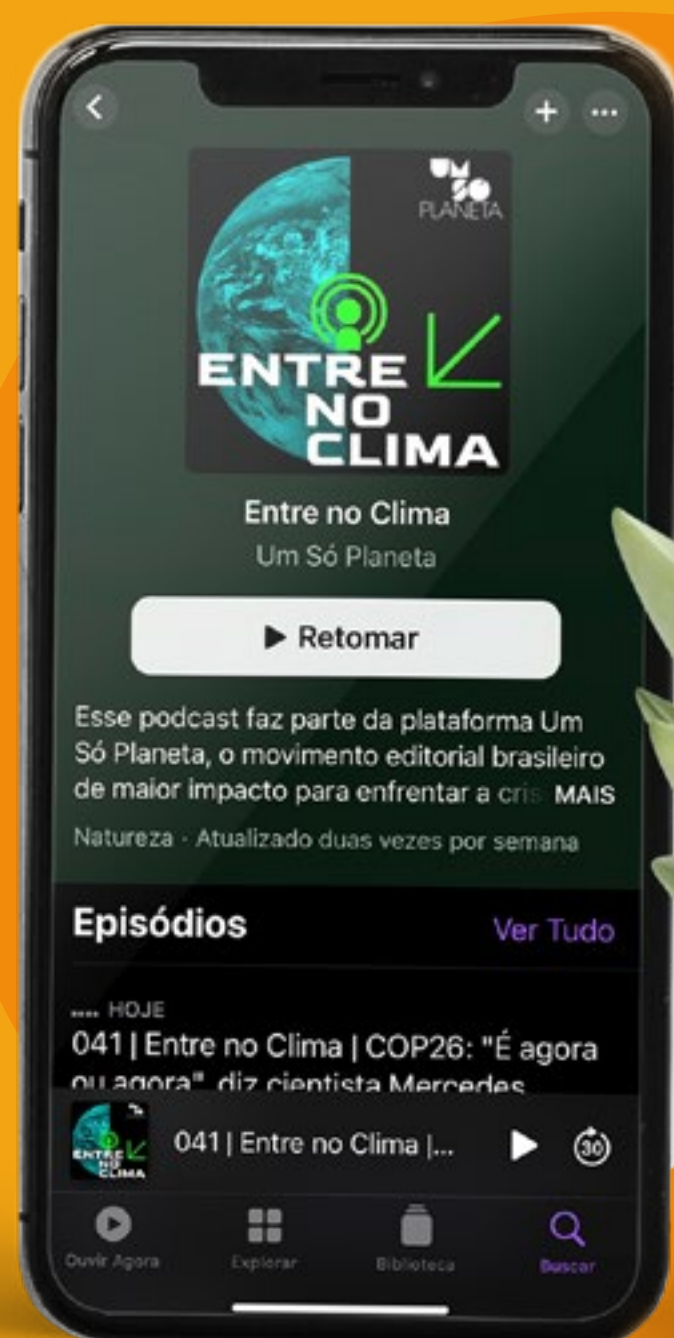 UM
SÓ
PLANETA
ENTRE
NO
CLIMA
Entre no Clima
Um Só Planeta
Retomar
Esse podcast faz parte da plataforma Um
Só Planeta, o movimento editorial brasileiro
de maior impacto para enfrentar a cris MAIS
Natureza · Atualizado duas vezes por semana
Episódios
Ver Tudo
.... HOJE
041 | Entre no Clima | COP26: "É agora
ou agora", diz cientista Mercedes
ENTRE
NO
CLIMA
041 | Entre no Clima |...
30
Ouvir Agora
Explorar
Biblioteca
Buscar